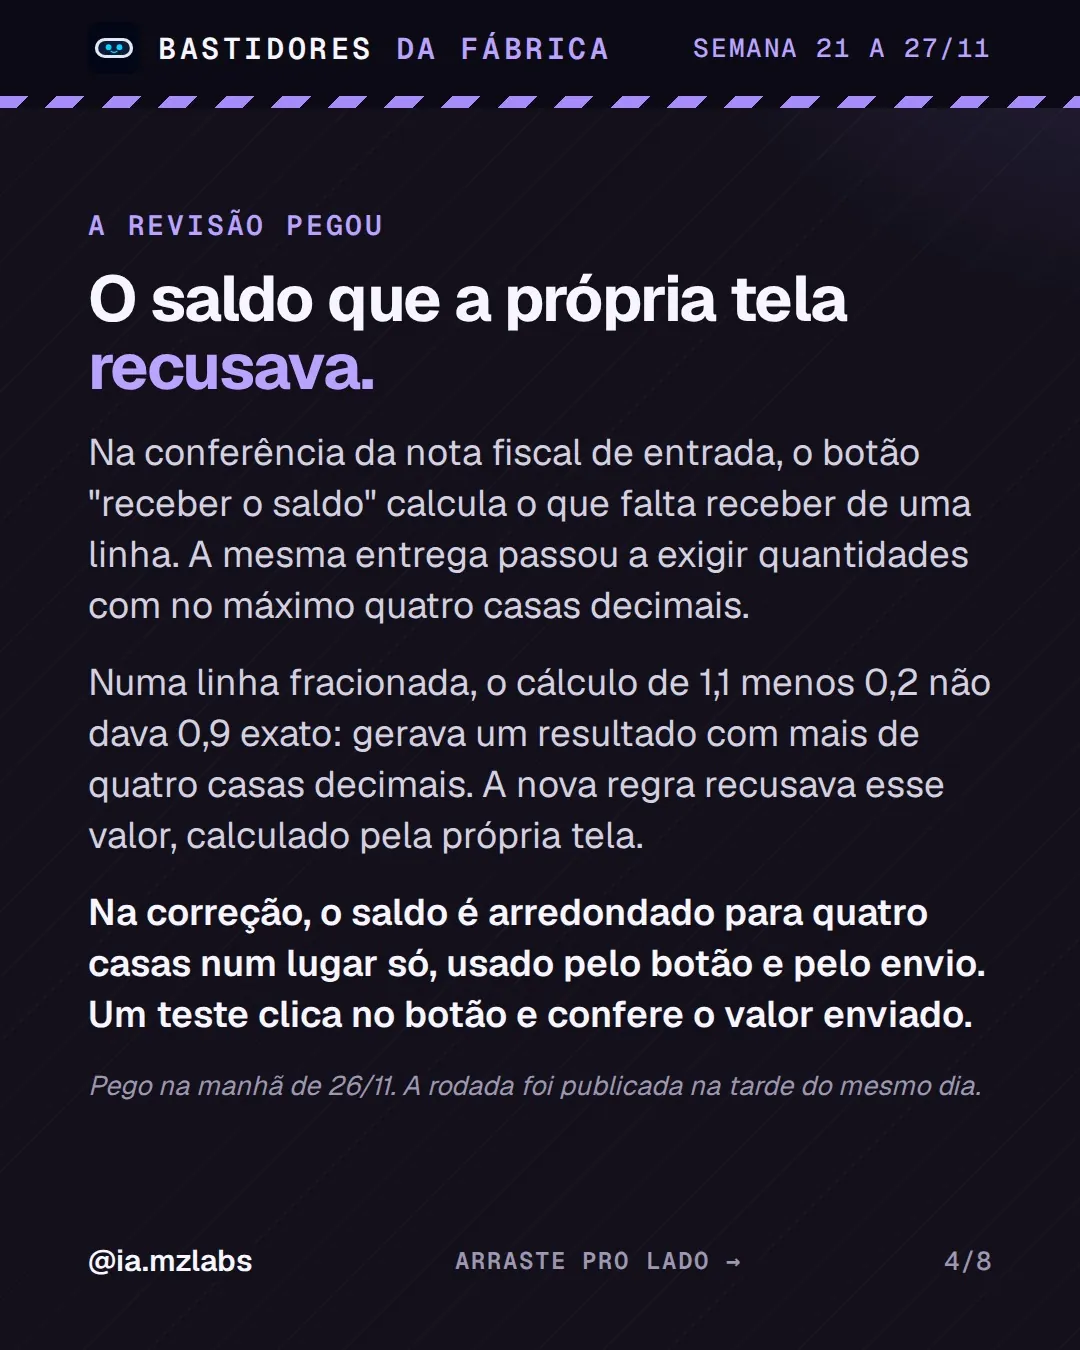 BASTIDORES DA FÁBRICA
SEMANA 21 A 27/11
A REVISÃO PEGOU
O saldo que a própria tela
recusava.
Na conferência da nota fiscal de entrada, o botão
"receber o saldo" calcula o que falta receber de uma
linha. A mesma entrega passou a exigir quantidades
com no máximo quatro casas decimais.
Numa linha fracionada, o cálculo de 1,1 menos 0,2 não
dava 0,9 exato: gerava um resultado com mais de
quatro casas decimais. A nova regra recusava esse
valor, calculado pela própria tela.
Na correção, o saldo é arredondado para quatro
casas num lugar só, usado pelo botão e pelo envio.
Um teste clica no botão e confere o valor enviado.
Pego na manhã de 26/11. A rodada foi publicada na tarde do mesmo dia.
@ia.mzlabs
ARRASTE PRO LADO →
4/8